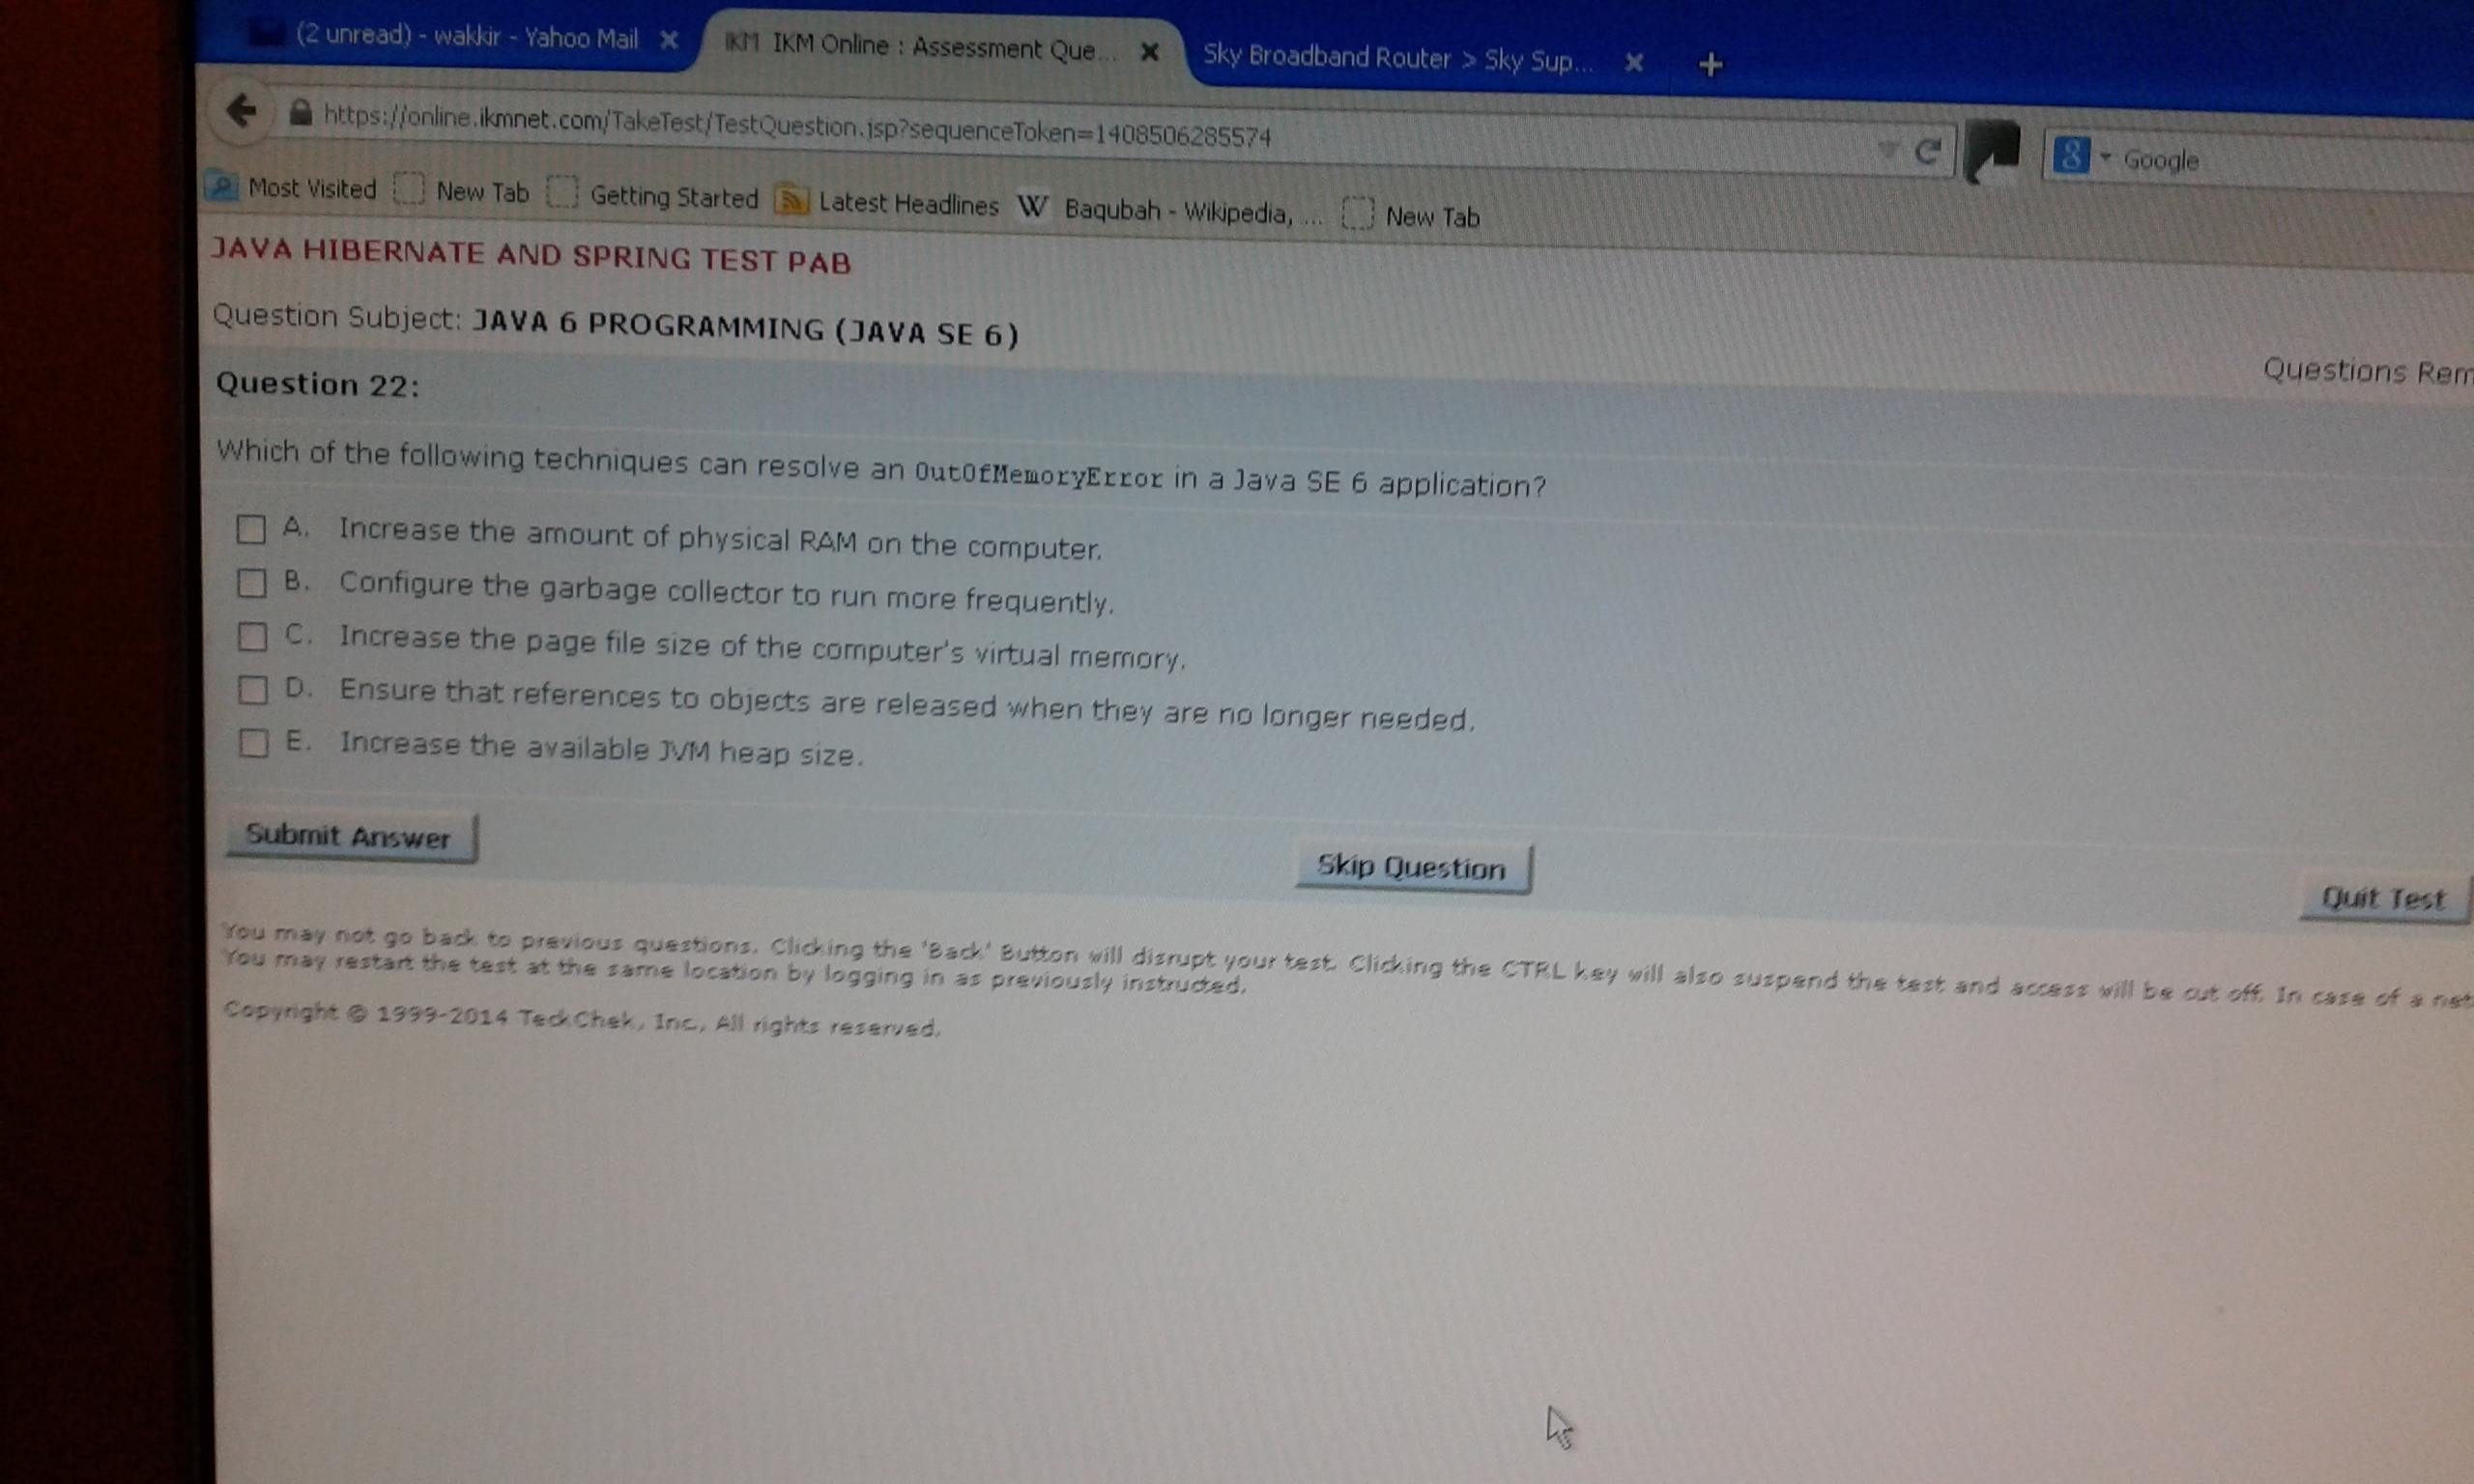 (2 unread) - wakkir - Yahoo Mail
IKM IKM Online : Assessment Que...
Sky Broadband Router > Sky Sup...
https://online.ikmnet.com/TakeTest/TestQuestion.jsp?sequenceToken=1408506285574
8 Google
Most Visited New Tab Getting Started Latest Headlines W Baqubah - Wikipedia, ... New Tab
JAVA HIBERNATE AND SPRING TEST PAB
Question Subject: JAVA 6 PROGRAMMING (JAVA SE 6)
Questions Rem
Question 22:
Which of the following techniques can resolve an OutOfMemoryError in a Java SE 6 application?
A. Increase the amount of physical RAM on the computer.
B. Configure the garbage collector to run more frequently.
C. Increase the page file size of the computer's virtual memory.
D. Ensure that references to objects are released when they are no longer needed.
E. Increase the available JVM heap size.
Submit Answer
Skip Question
Quit Test
You may not go back to previous questions. Clicking the 'Back' Button will disrupt your test. Clicking the CTRL key will also suspend the test and access will be cut off. In case of a net
You may restart the test at the same location by logging in as previously instructed.
Copyright © 1999-2014 TeckChek, Inc., All rights reserved.